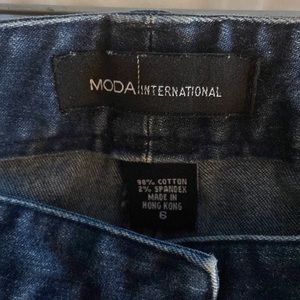 MODA INTERNATIONAL
98% COTTON
2% SPANDEX
MADE IN
HONG KONG
6